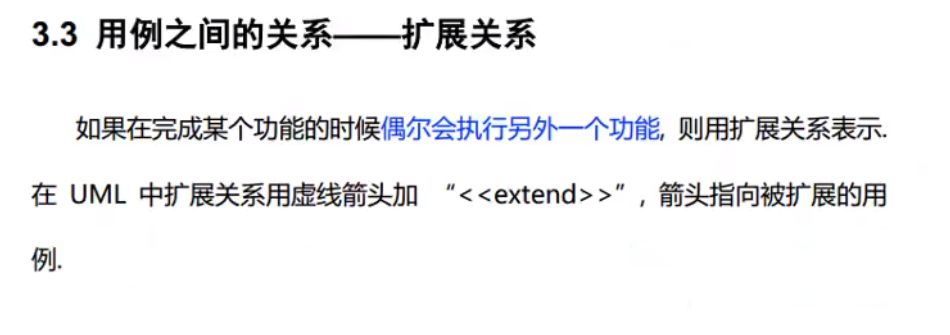 3.3 用例之间的关系——扩展关系
如果在完成某个功能的时候偶尔会执行另外一个功能, 则用扩展关系表示.
在 UML 中扩展关系用虚线箭头加 “<<extend>>”, 箭头指向被扩展的用
例.